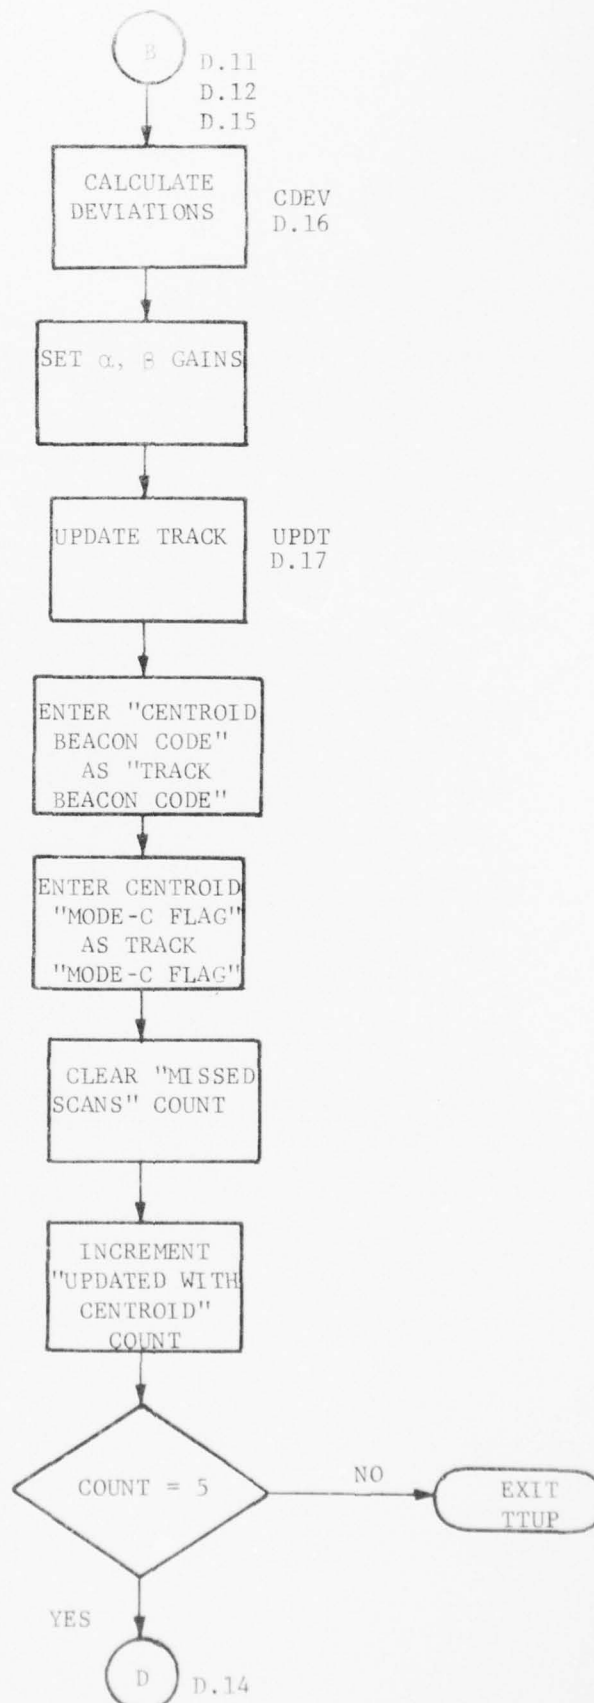 B
D.11
D.12
D.15
CALCULATE
DEVIATIONS
CDEV
D.16
SET α, β GAINS
UPDATE TRACK
UPDT
D.17
ENTER "CENTROID
BEACON CODE"
AS "TRACK
BEACON CODE"
ENTER CENTROID
"MODE-C FLAG"
AS TRACK
"MODE-C FLAG"
CLEAR "MISSED
SCANS" COUNT
INCREMENT
"UPDATED WITH
CENTROID"
COUNT
COUNT = 5
NO
EXIT
TTUP
YES
D
D.14